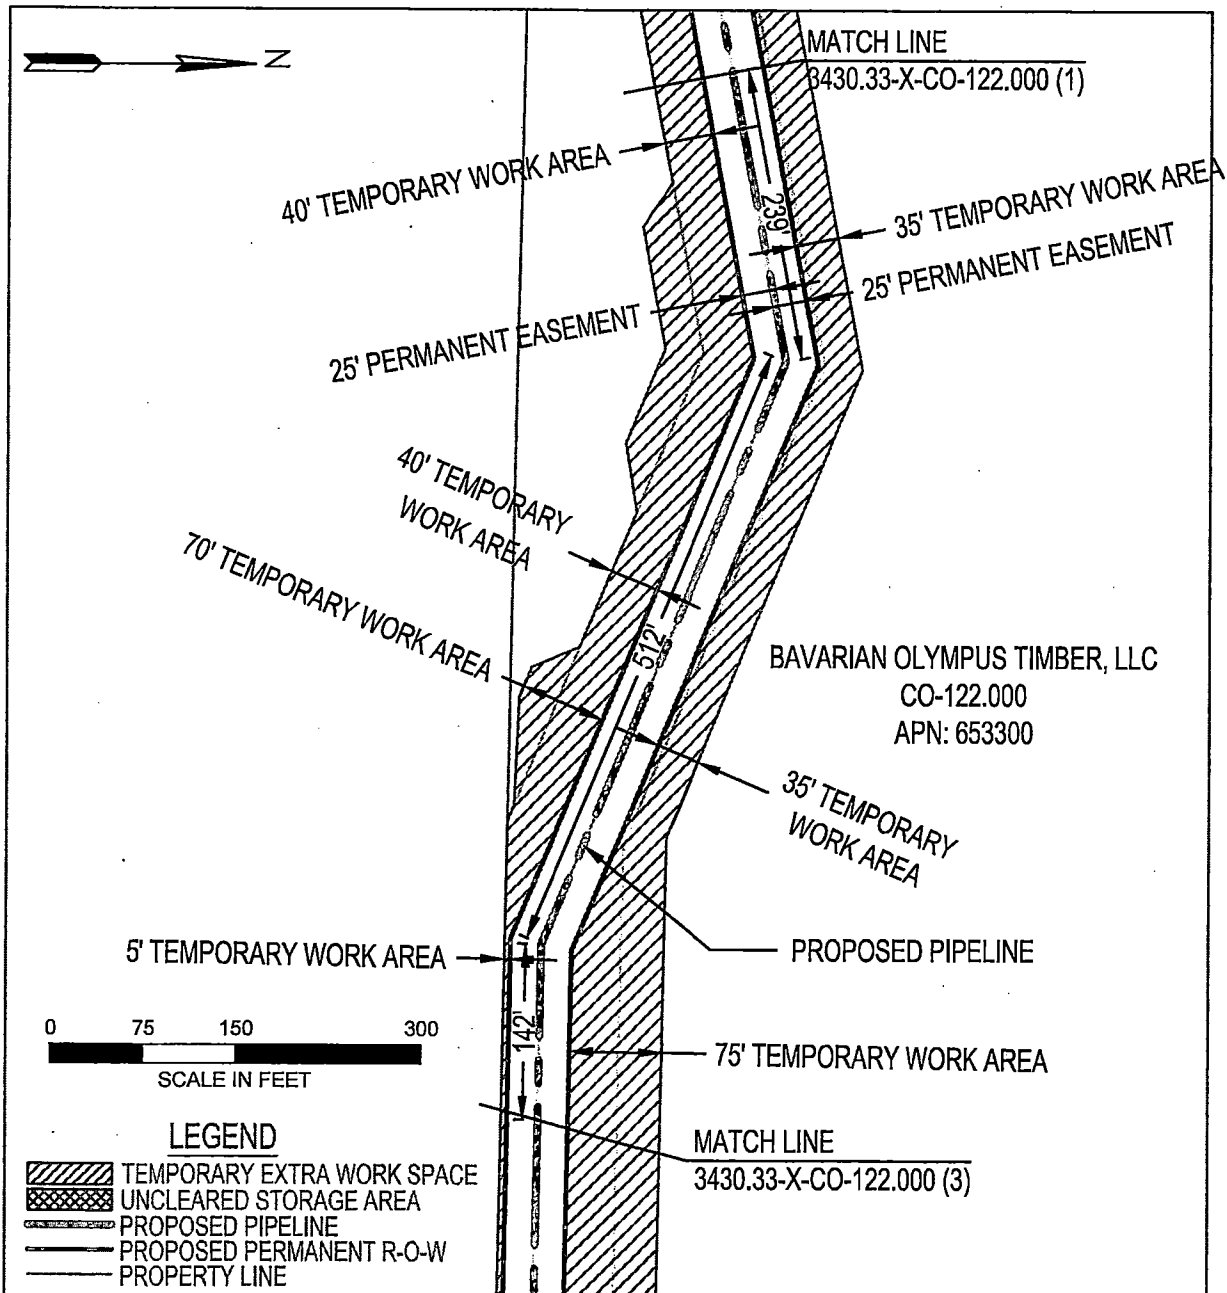 N
MATCH LINE
3430.33-X-CO-122.000 (1)
40' TEMPORARY WORK AREA
239'
35' TEMPORARY WORK AREA
25' PERMANENT EASEMENT
25' PERMANENT EASEMENT
40' TEMPORARY
WORK AREA
70' TEMPORARY WORK AREA
512'
BAVARIAN OLYMPUS TIMBER, LLC
CO-122.000
APN: 653300
35' TEMPORARY
WORK AREA
5' TEMPORARY WORK AREA
PROPOSED PIPELINE
0 75 150 300
SCALE IN FEET
142'
75' TEMPORARY WORK AREA
MATCH LINE
3430.33-X-CO-122.000 (3)
LEGEND
TEMPORARY EXTRA WORK SPACE
UNCLEARED STORAGE AREA
PROPOSED PIPELINE
PROPOSED PERMANENT R-O-W
PROPERTY LINE